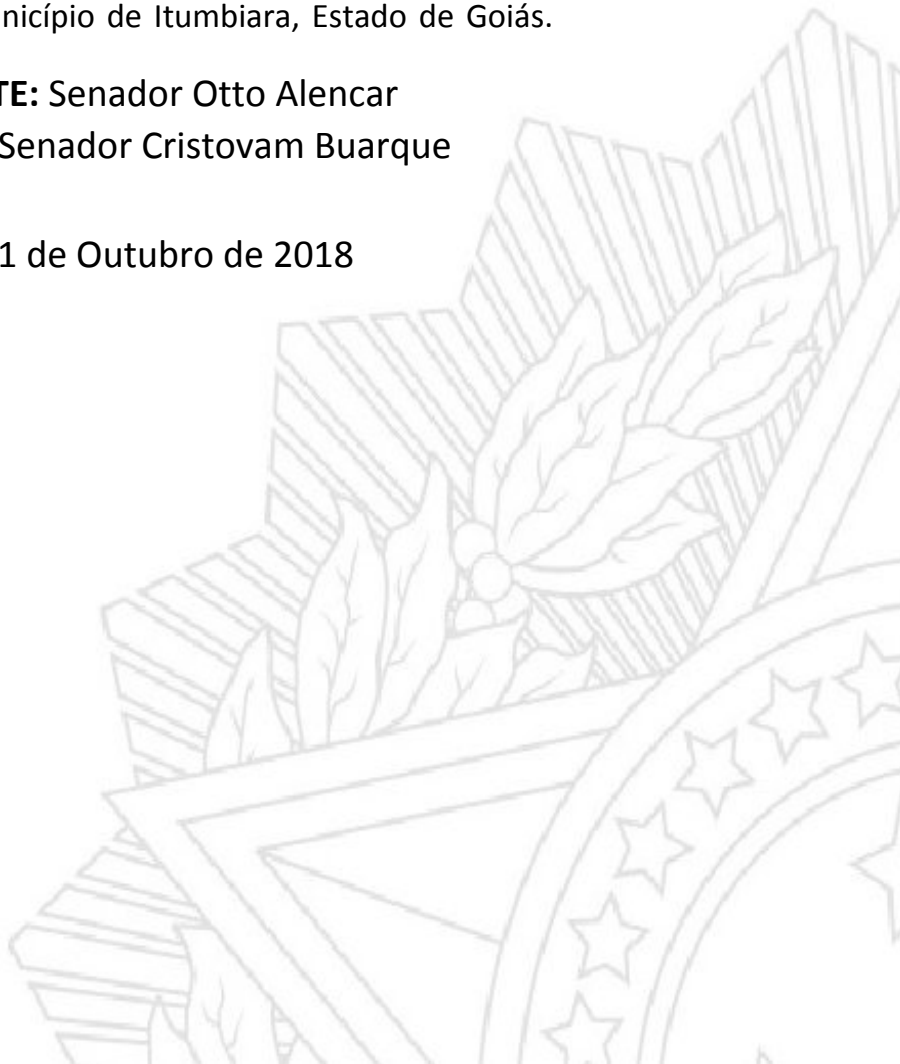 nicípio de Itumbiara, Estado de Goiás.
TE: Senador Otto Alencar
Senador Cristovam Buarque
1 de Outubro de 2018